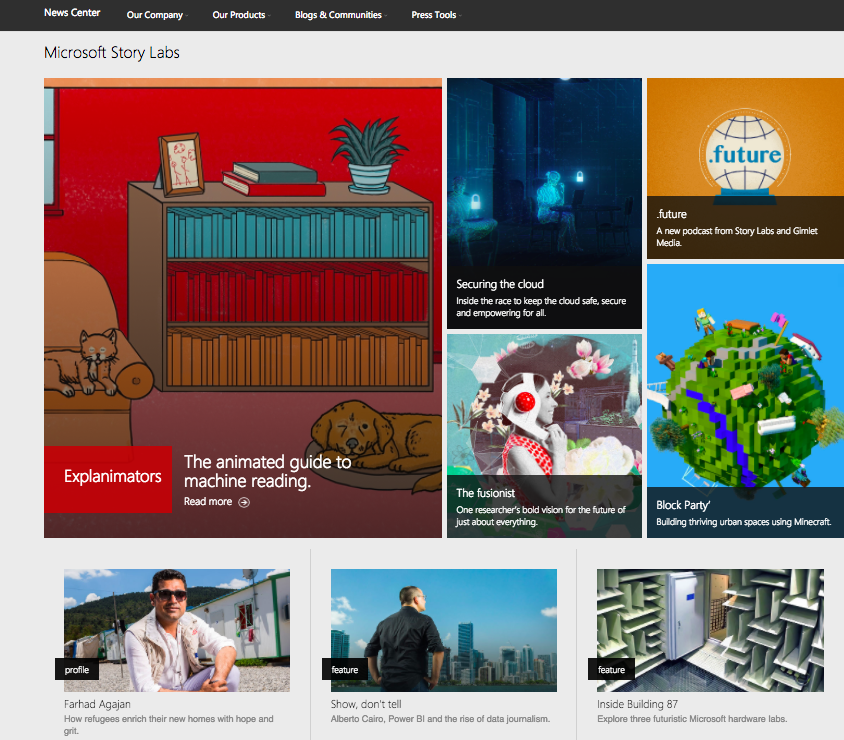 News Center
Our Company
Our Products
Blogs & Communities
Press Tools
Microsoft Story Labs
Explanimators
The animated guide to
machine reading.
Read more
Securing the cloud
Inside the race to keep the cloud safe, secure
and empowering for all.
.future
.future
A new podcast from Story Labs and Gimlet
Media.
The fusionist
One researcher's bold vision for the future of
just about everything.
Block Party'
Building thriving urban spaces using Minecraft.
profile
Farhad Agajan
How refugees enrich their new homes with hope and
grit.
feature
Show, don't tell
Alberto Cairo, Power BI and the rise of data journalism.
feature
Inside Building 87
Explore three futuristic Microsoft hardware labs.